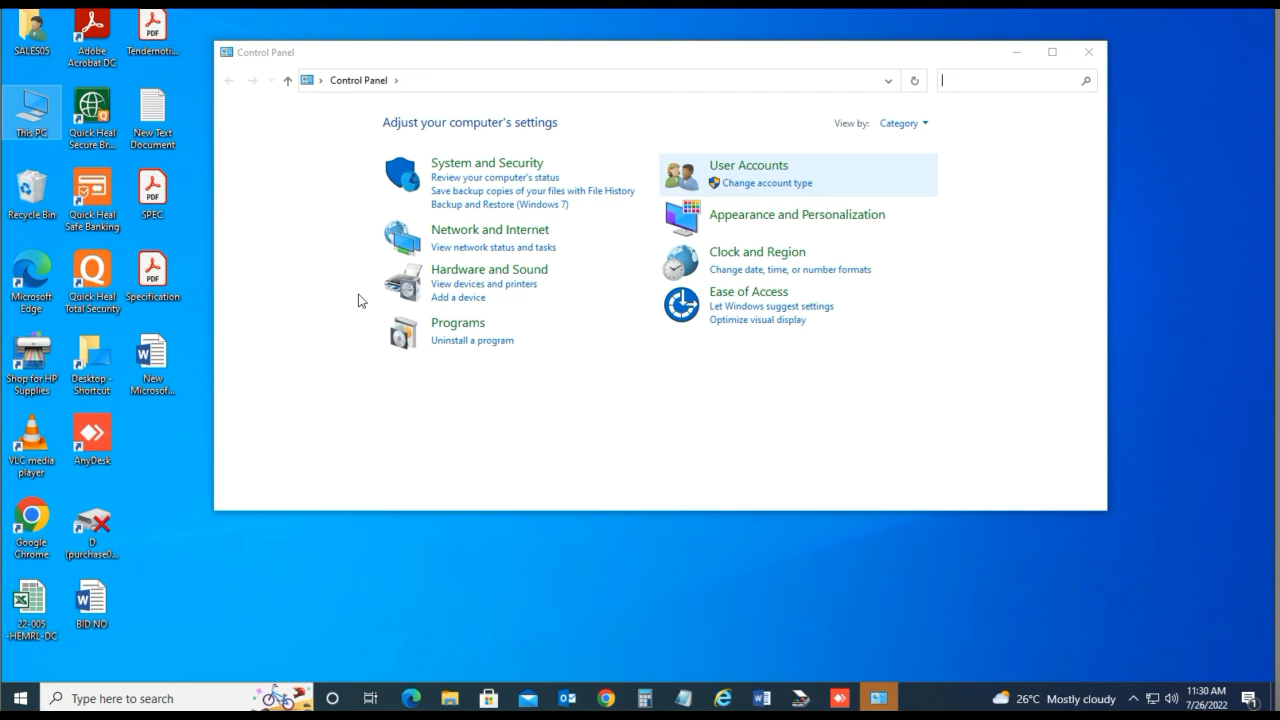 SALES05
Adobe
Acrobat DC
Tendernoti...
This PC
Quick Heal
Secure Br...
New Text
Document
Recycle Bin
Quick Heal
Safe Banking
SPEC
Microsoft
Edge
Quick Heal
Total Security
Specification
Shop for HP
Supplies
Desktop -
Shortcut
New
Microsof...
VLC media
player
AnyDesk
Google
Chrome
D
(purchase0...
22-005
-HEMRL-DC
BID NO
Control Panel
Control Panel
Adjust your computer's settings
View by: Category
System and Security
Review your computer's status
Save backup copies of your files with File History
Backup and Restore (Windows 7)
Network and Internet
View network status and tasks
Hardware and Sound
View devices and printers
Add a device
Programs
Uninstall a program
User Accounts
Change account type
Appearance and Personalization
Clock and Region
Change date, time, or number formats
Ease of Access
Let Windows suggest settings
Optimize visual display
Type here to search
26°C Mostly cloudy
11:30 AM
7/26/2022
1